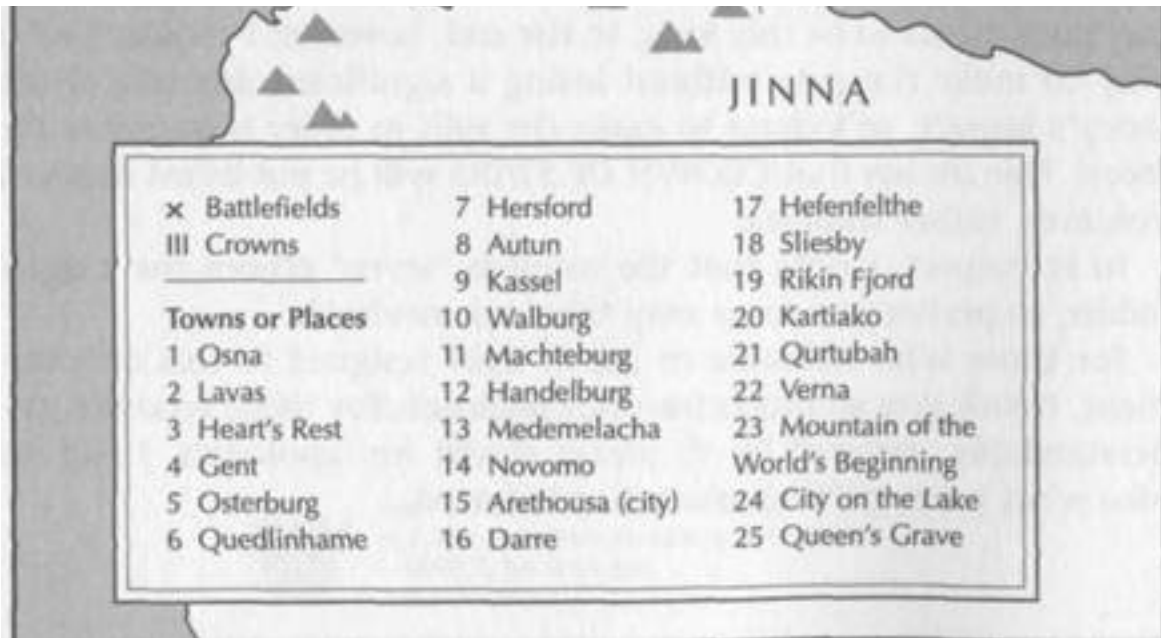 JINNA
× Battlefields
III Crowns
Towns or Places
1 Osna
2 Lavas
3 Heart's Rest
4 Gent
5 Osterburg
6 Quedlinhame
7 Hersford
8 Autun
9 Kassel
10 Walburg
11 Machteburg
12 Handelburg
13 Medemelacha
14 Novomo
15 Arethousa (city)
16 Darre
17 Hefenfelthe
18 Sliesby
19 Rikin Fjord
20 Kartiako
21 Qurtubah
22 Verna
23 Mountain of the
World's Beginning
24 City on the Lake
25 Queen's Grave